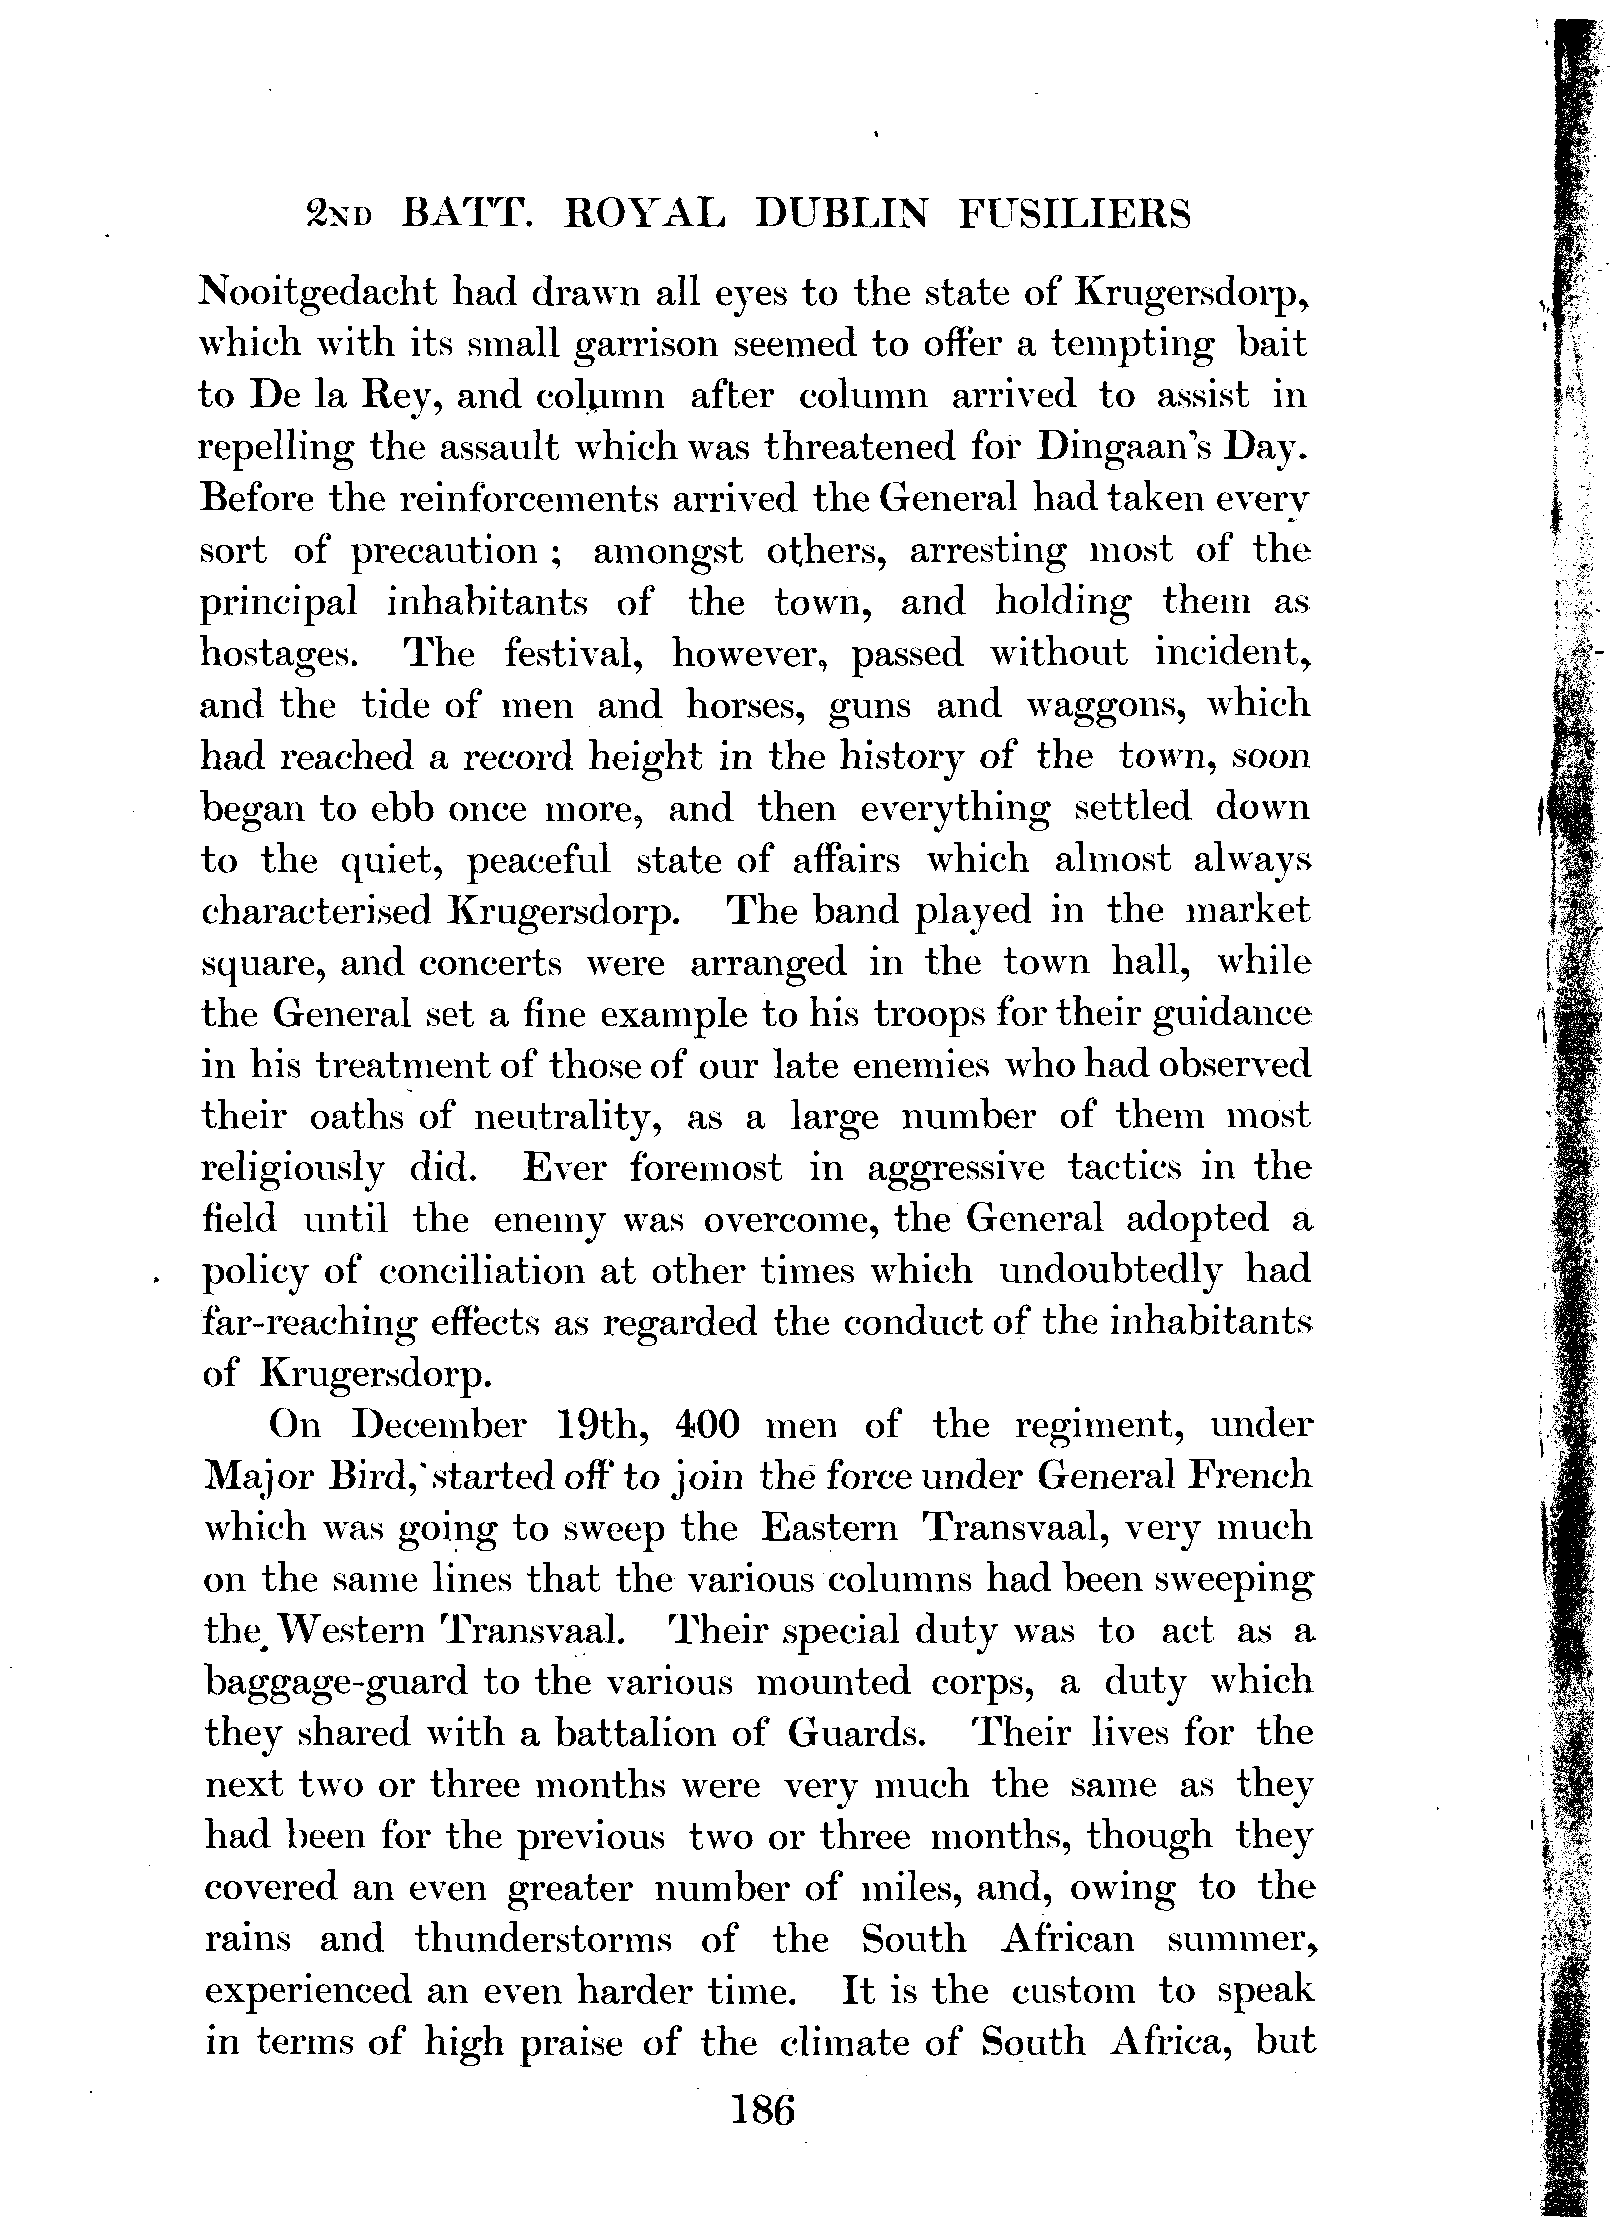 2ND BATT. ROYAL DUBLIN FUSILIERS
Nooitgedacht had drawn all eyes to the state of Krugersdorp,
which with its small garrison seemed to offer a tempting bait
to De la Rey, and column after column arrived to assist in
repelling the assault which was threatened for Dingaan's Day.
Before the reinforcements arrived the General had taken every
sort of precaution ; amongst others, arresting most of the
principal inhabitants of the town, and holding them as
hostages. The festival, however, passed without incident,
and the tide of men and horses, guns and waggons, which
had reached a record height in the history of the town, soon
began to ebb once more, and then everything settled down
to the quiet, peaceful state of affairs which almost always
characterised Krugersdorp. The band played in the market
square, and concerts were arranged in the town hall, while
the General set a fine example to his troops for their guidance
in his treatment of those of our late enemies who had observed
their oaths of neutrality, as a large number of them most
religiously did. Ever foremost in aggressive tactics in the
field until the enemy was overcome, the General adopted a
policy of conciliation at other times which undoubtedly had
far-reaching effects as regarded the conduct of the inhabitants
of Krugersdorp.
On December 19th, 400 men of the regiment, under
Major Bird, started off to join the force under General French
which was going to sweep the Eastern Transvaal, very much
on the same lines that the various columns had been sweeping
the Western Transvaal. Their special duty was to act as a
baggage-guard to the various mounted corps, a duty which
they shared with a battalion of Guards. Their lives for the
next two or three months were very much the same as they
had been for the previous two or three months, though they
covered an even greater number of miles, and, owing to the
rains and thunderstorms of the South African summer,
experienced an even harder time. It is the custom to speak
in terms of high praise of the climate of South Africa, but
186